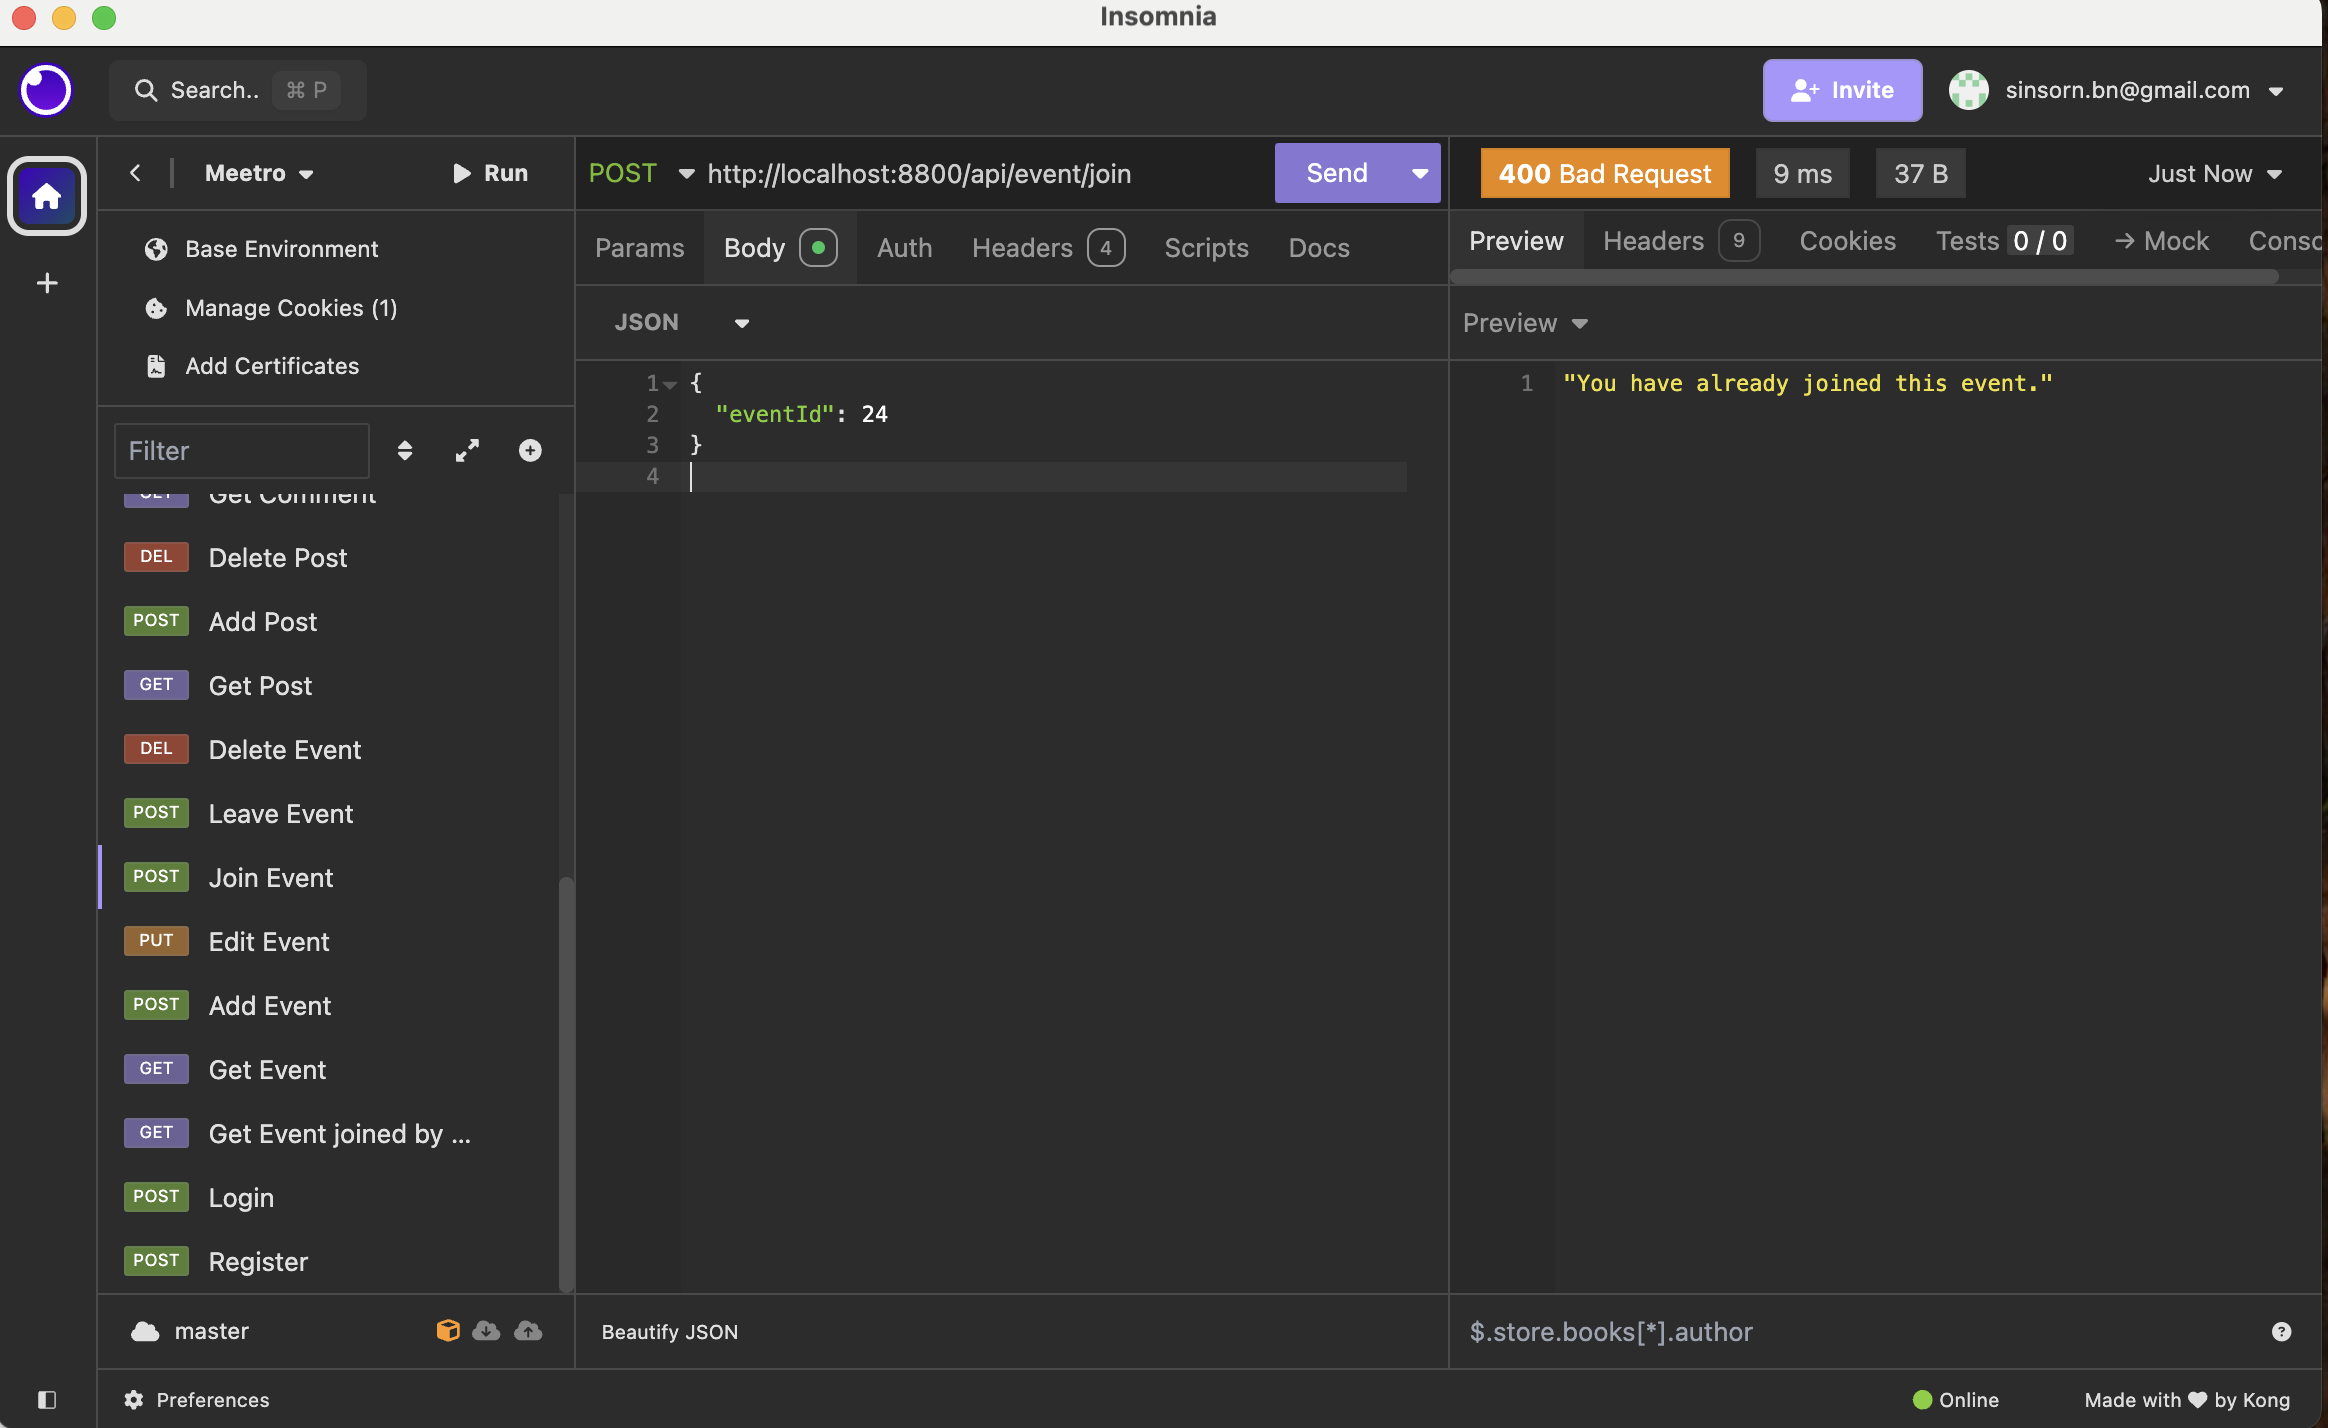 Insomnia
Search.. ⌘ P
Invite
sinsorn.bn@gmail.com
Meetro
Run
POST http://localhost:8800/api/event/join
Send
400 Bad Request
9 ms
37 B
Just Now
Base Environment
Manage Cookies (1)
Add Certificates
Params
Body
Auth
Headers 4
Scripts
Docs
Preview
Headers 9
Cookies
Tests 0 / 0
→ Mock
Consc
JSON
Preview
1 {
2 "eventId": 24
3 }
4
1 "You have already joined this event."
Filter
GET Get Comment
DEL Delete Post
POST Add Post
GET Get Post
DEL Delete Event
POST Leave Event
POST Join Event
PUT Edit Event
POST Add Event
GET Get Event
GET Get Event joined by ...
POST Login
POST Register
master
Beautify JSON
$.store.books[*].author
Preferences
Online
Made with ♥ by Kong